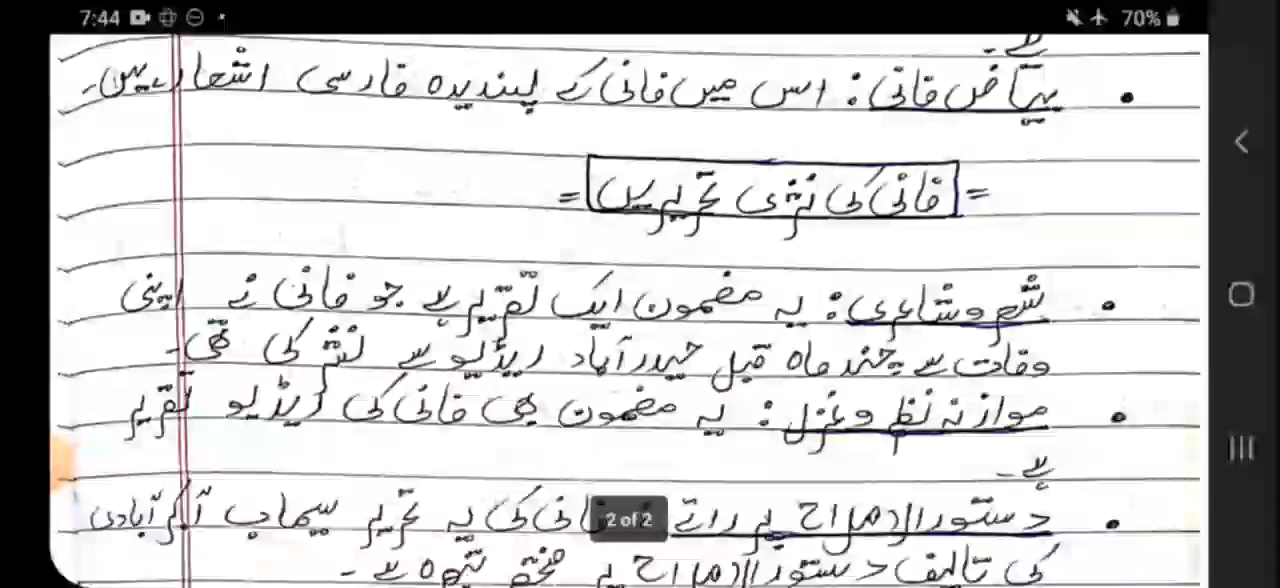 7:44
70%
ہے۔
• بیاض فانی: اس میں فانی کے پسندیدہ فارسی اشعار ہیں۔
= فانی کی نثری تحریریں =
• شعر و شاعری: یہ مضمون ایک تقریر ہے جو فانی نے اپنی
وفات سے چند ماہ قبل حیدرآباد ریڈیو سے نشر کی تھی۔
• موازنہ نظم و غزل: یہ مضمون بھی فانی کی ریڈیو تقریر
ہے۔
• دستور الاصلاح پر رائے فانی کی یہ تحریر سیماب اکبرآبادی
2 of 2
کی تالیف دستور الاصلاح پر مختصر تبصرہ ہے۔